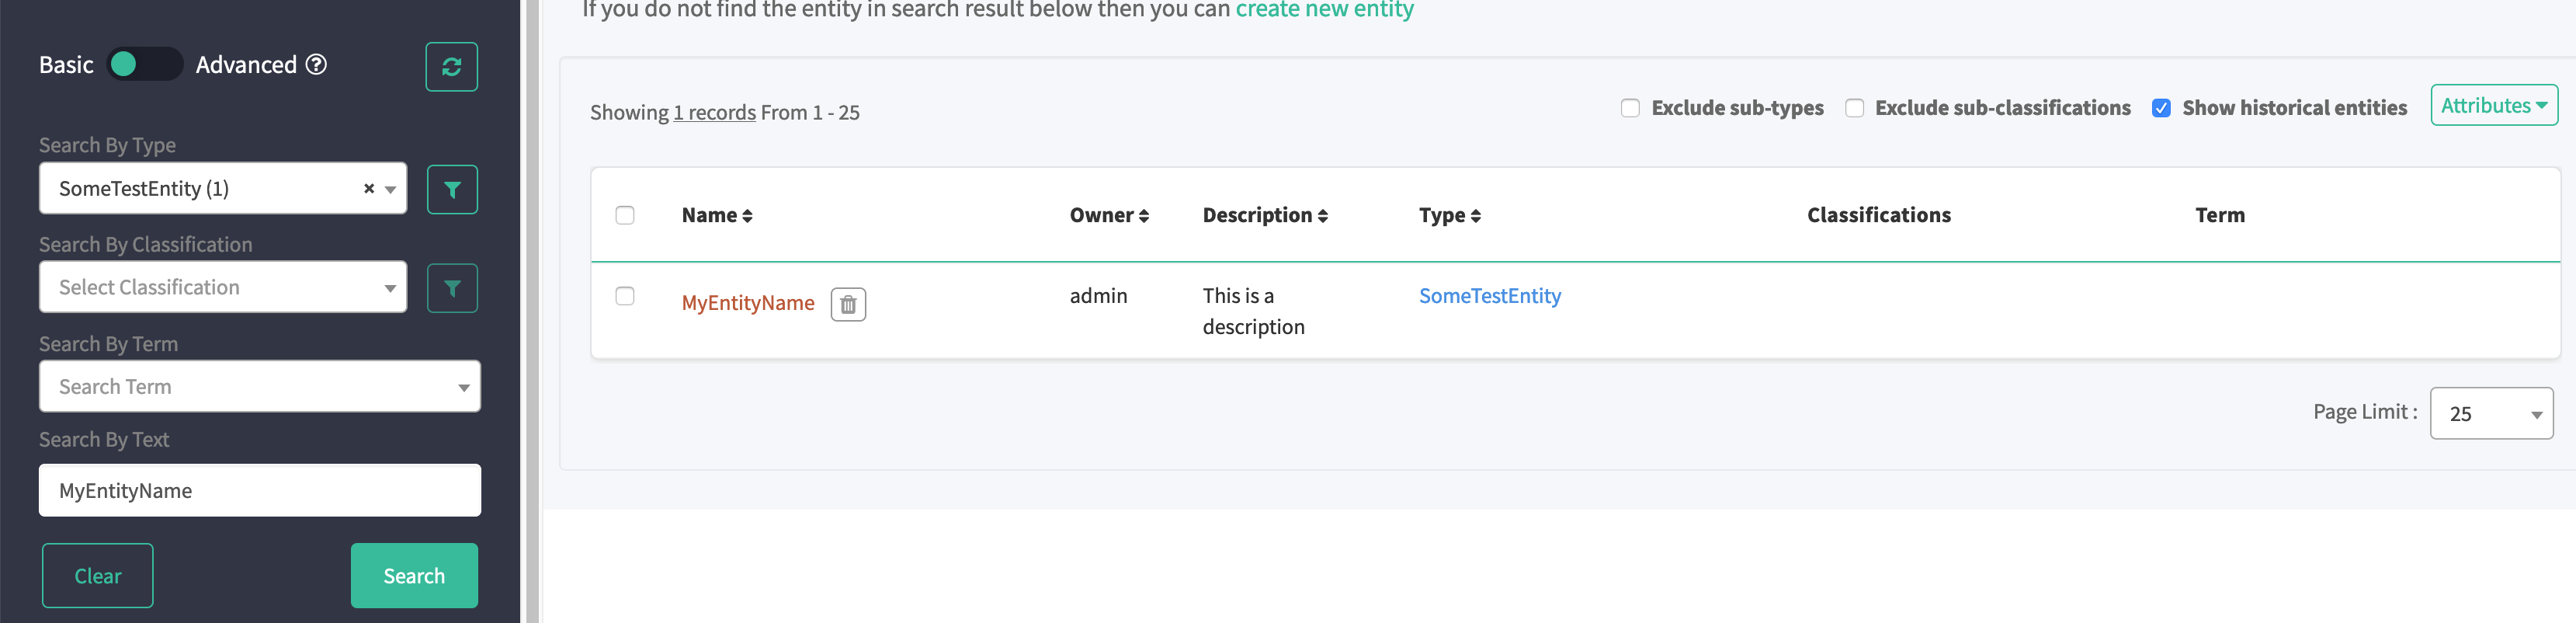 If you do not find the entity in search result below then you can create new entity
Basic Advanced
Search By Type
SomeTestEntity (1)
Search By Classification
Select Classification
Search By Term
Search Term
Search By Text
MyEntityName
Clear Search
Showing 1 records From 1 - 25
Exclude sub-types Exclude sub-classifications Show historical entities Attributes
Name Owner Description Type Classifications Term
MyEntityName admin This is a SomeTestEntity
description
Page Limit : 25